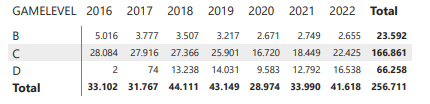 GAMELEVEL 2016 2017 2018 2019 2020 2021 2022 Total
B 5.016 3.777 3.507 3.217 2.671 2.749 2.655 23.592
C 28.084 27.916 27.366 25.901 16.720 18.449 22.425 166.861
D 2 74 13.238 14.031 9.583 12.792 16.538 66.258
Total 33.102 31.767 44.111 43.149 28.974 33.990 41.618 256.711